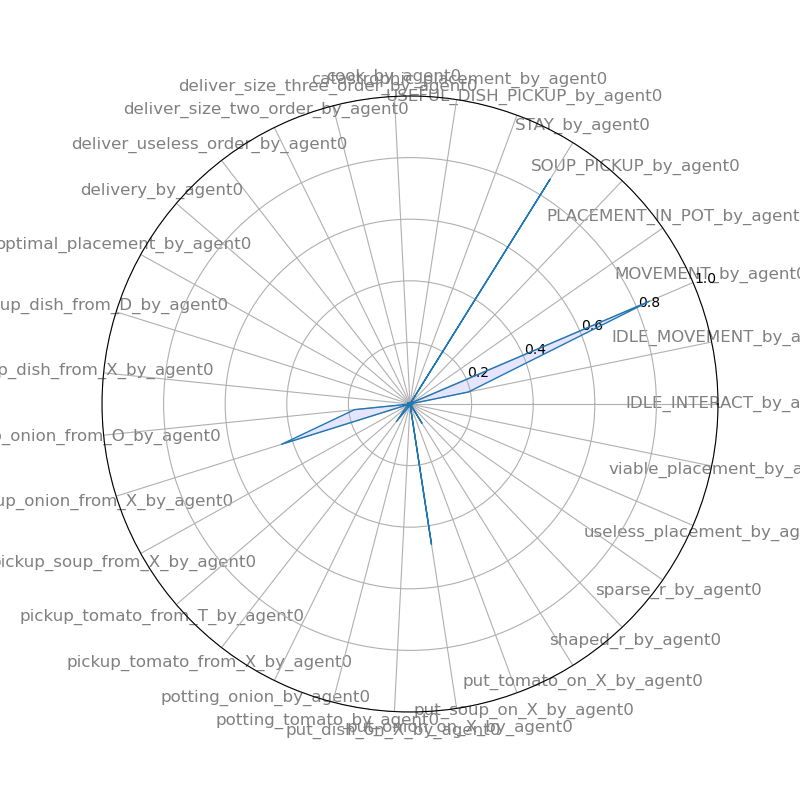 cook_by_agent0
catastrophic_placement_by_agent0
deliver_size_three_order_by_agent0
USEFUL_DISH_PICKUP_by_agent0
deliver_size_two_order_by_agent0
STAY_by_agent0
deliver_useless_order_by_agent0
SOUP_PICKUP_by_agent0
delivery_by_agent0
PLACEMENT_IN_POT_by_agent
optimal_placement_by_agent0
MOVEMENT_by_agent0
1.0
0.8
up_dish_from_D_by_agent0
0.6
IDLE_MOVEMENT_by_a
0.4
p_dish_from_X_by_agent0
0.2
IDLE_INTERACT_by_a
o_onion_from_O_by_agent0
viable_placement_by_a
up_onion_from_X_by_agent0
useless_placement_by_ag
pickup_soup_from_X_by_agent0
sparse_r_by_agent0
pickup_tomato_from_T_by_agent0
shaped_r_by_agent0
pickup_tomato_from_X_by_agent0
put_tomato_on_X_by_agent0
potting_onion_by_agent0
put_soup_on_X_by_agent0
potting_tomato_by_agent0
put_onion_on_X_by_agent0
put_dish_on_X_by_agent0